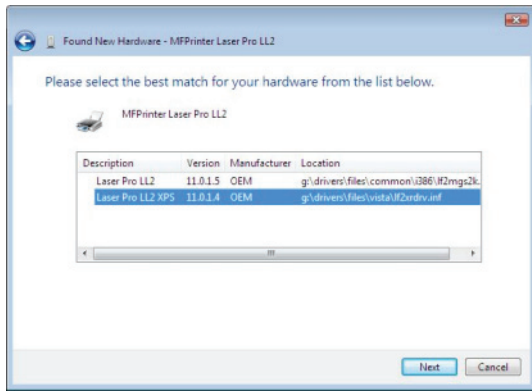 Found New Hardware - MFPrinter Laser Pro LL2
Please select the best match for your hardware from the list below.
MFPrinter Laser Pro LL2
Description Version Manufacturer Location
Laser Pro LL2 11.0.1.5 OEM g:\drivers\files\common\i386\lf2mgs2k.
Laser Pro LL2 XPS 11.0.1.4 OEM g:\drivers\files\vista\lf2xrdrv.inf
Next Cancel